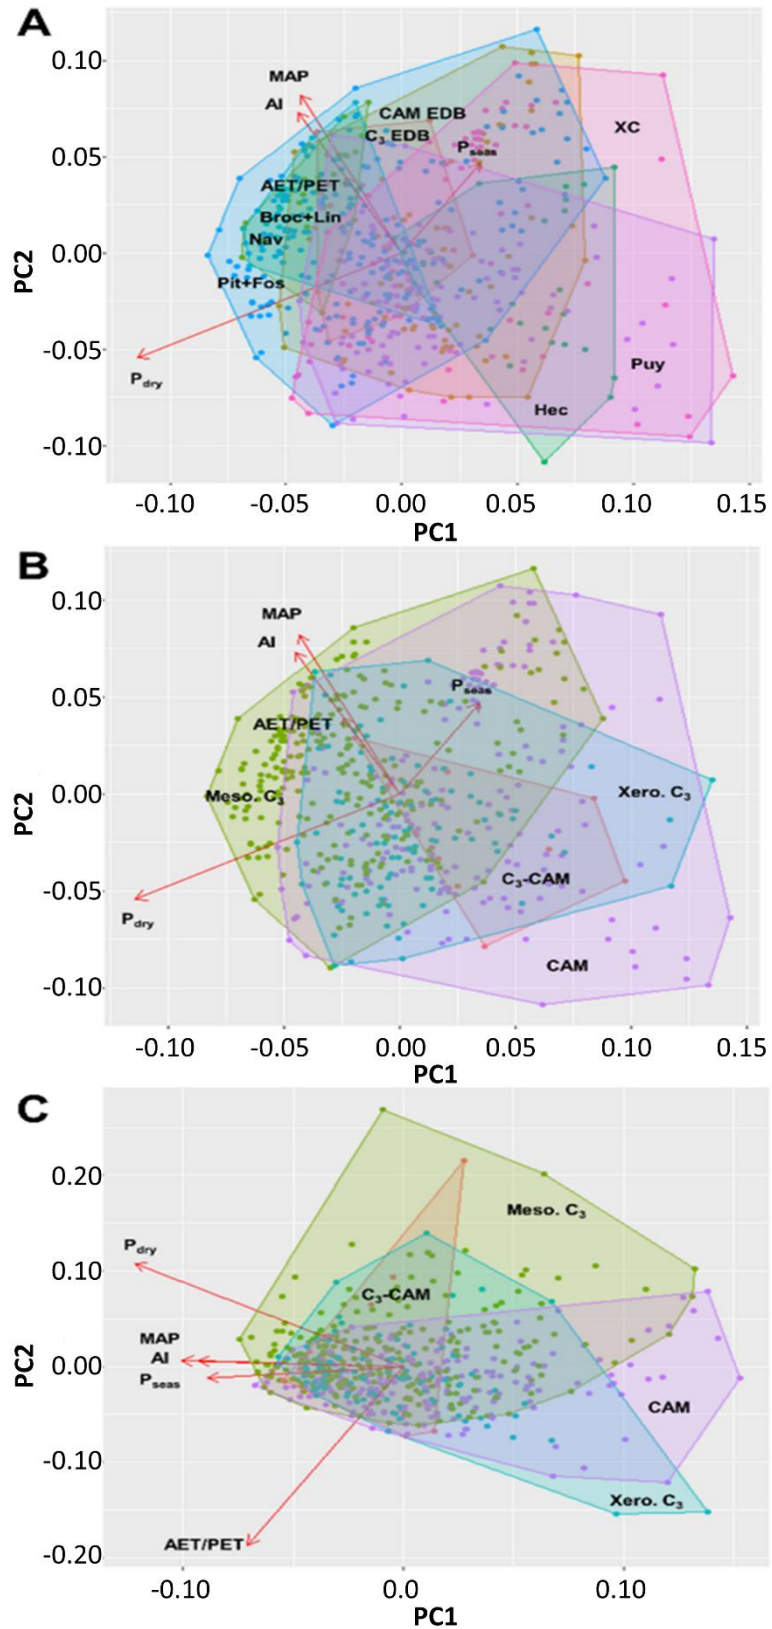 A
0.10
MAP
AI
CAM EDB
C3 EDB
XC
Pseas
0.05
AET/PET
Broc+Lin
Nav
0.00
PC2
Pit+Fos
-0.05
Pdry
Puy
Hec
-0.10
-0.10 -0.05 0.00 0.05 0.10 0.15
PC1
B
0.10
MAP
AI
Pseas
0.05
AET/PET
0.00
Meso. C3
Xero. C3
PC2
C3-CAM
-0.05
Pdry
CAM
-0.10
-0.10 -0.05 0.00 0.05 0.10 0.15
PC1
C
0.20
Meso. C3
Pdry
0.10
C3-CAM
MAP
AI
0.00
Pseas
PC2
CAM
-0.10
Xero. C3
AET/PET
-0.20
-0.10 0.0 0.10
PC1